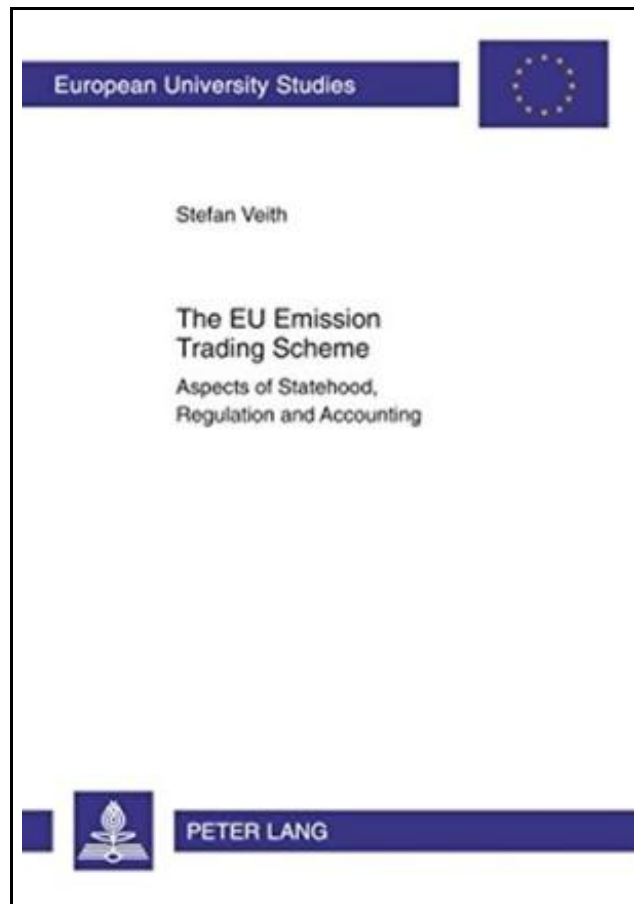 European University Studies
Stefan Veith
The EU Emission
Trading Scheme
Aspects of Statehood,
Regulation and Accounting
PETER LANG